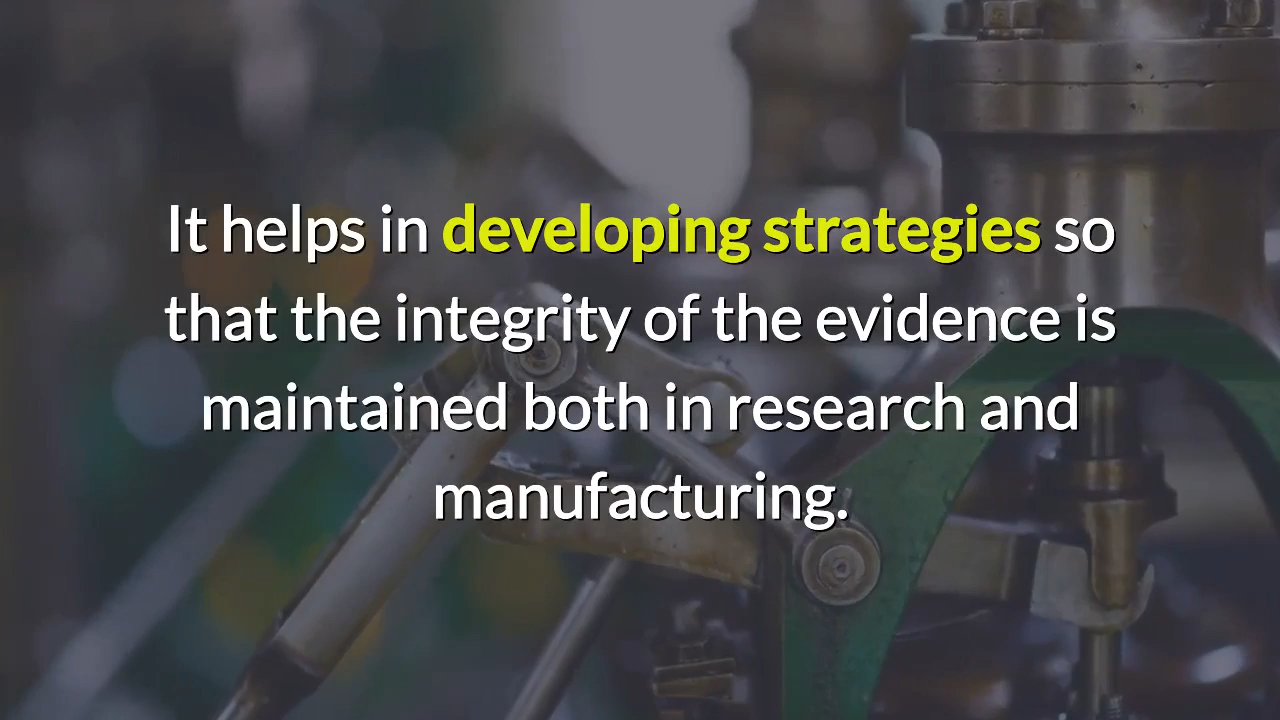 It helps in developing strategies so
that the integrity of the evidence is
maintained both in research and
manufacturing.